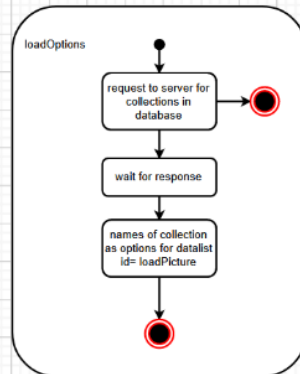 loadOptions
request to server for
collections in
database
wait for response
names of collection
as options for datalist
id= loadPicture